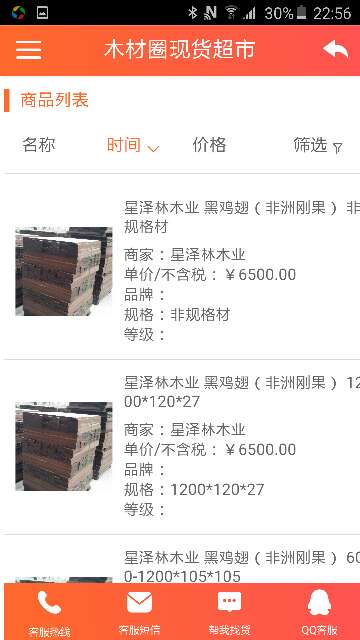 30% 22:56
木材圈现货超市
商品列表
名称 时间 价格 筛选
星泽林木业 黑鸡翅（非洲刚果）非
规格材
商家：星泽林木业
单价/不含税：￥6500.00
品牌：
规格：非规格材
等级：
星泽林木业 黑鸡翅（非洲刚果）12
00*120*27
商家：星泽林木业
单价/不含税：￥6500.00
品牌：
规格：1200*120*27
等级：
星泽林木业 黑鸡翅（非洲刚果）60
0-1200*105*105
客服热线 客服短信 帮我找货 QQ客服